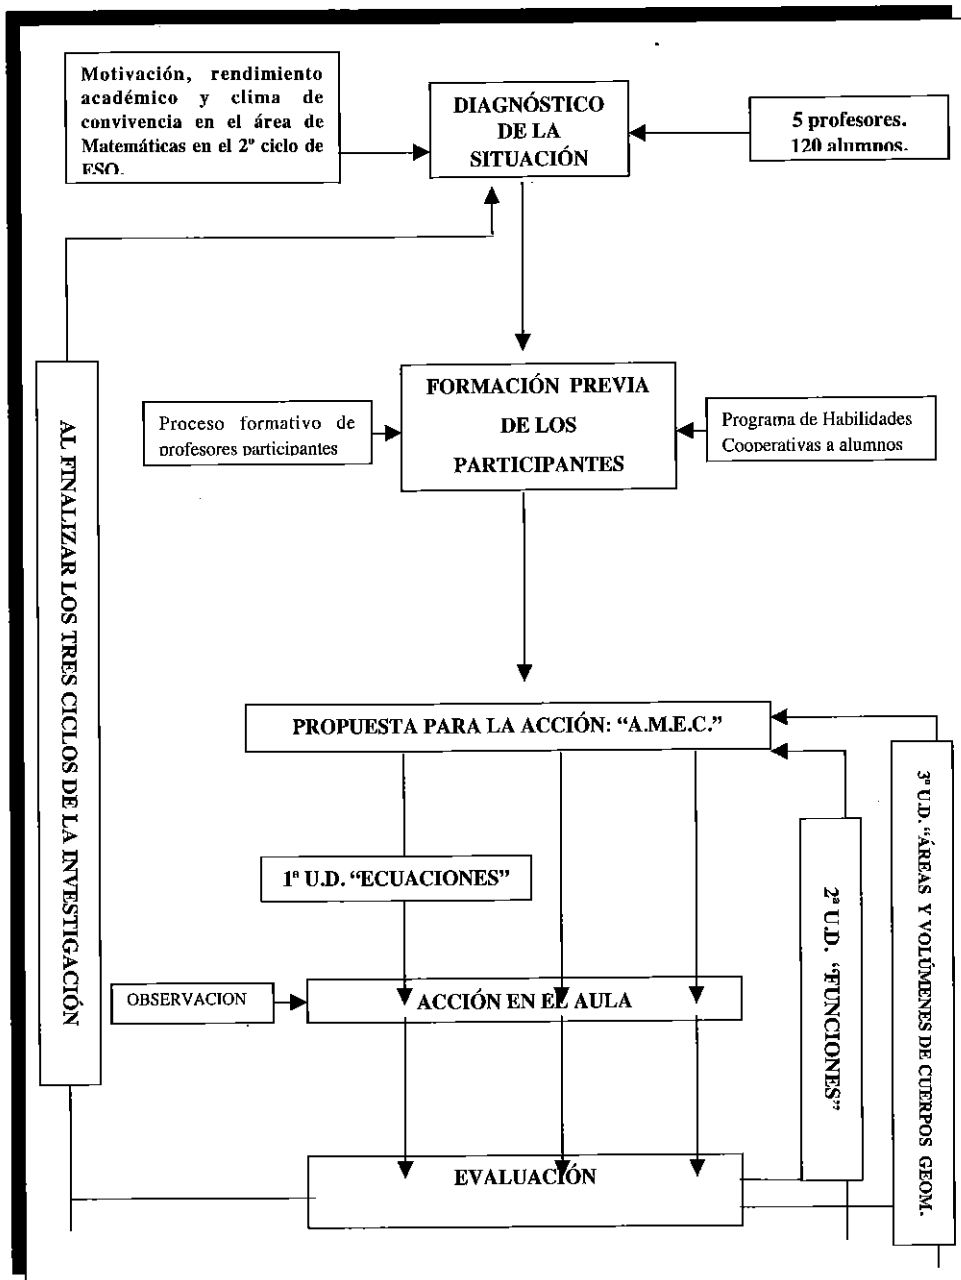 Motivación, rendimiento
académico y clima de
convivencia en el área de
Matemáticas en el 2º ciclo de
ESO.
DIAGNÓSTICO
DE LA
SITUACIÓN
5 profesores.
120 alumnos.
FORMACIÓN PREVIA
DE LOS
PARTICIPANTES
Proceso formativo de
profesores participantes
Programa de Habilidades
Cooperativas a alumnos
AL FINALIZAR LOS TRES CICLOS DE LA INVESTIGACIÓN
PROPUESTA PARA LA ACCIÓN: “A.M.E.C.”
1ª U.D. “ECUACIONES”
2ª U.D. “FUNCIONES”
3ª U.D. “ÁREAS Y VOLÚMENES DE CUERPOS GEOM.
OBSERVACION
ACCIÓN EN EL AULA
EVALUACIÓN